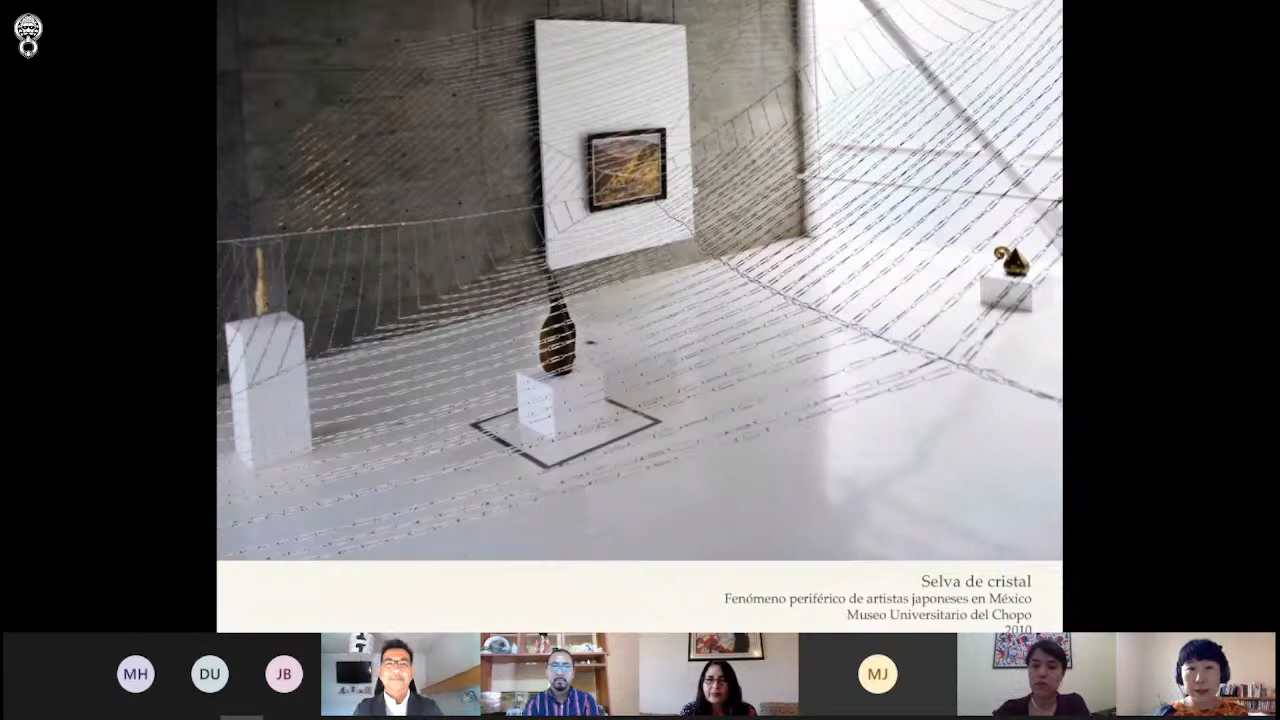 Selva de cristal
Fenómeno periférico de artistas japoneses en México
Museo Universitario del Chopo
2010
MH
DU
JB
MJ